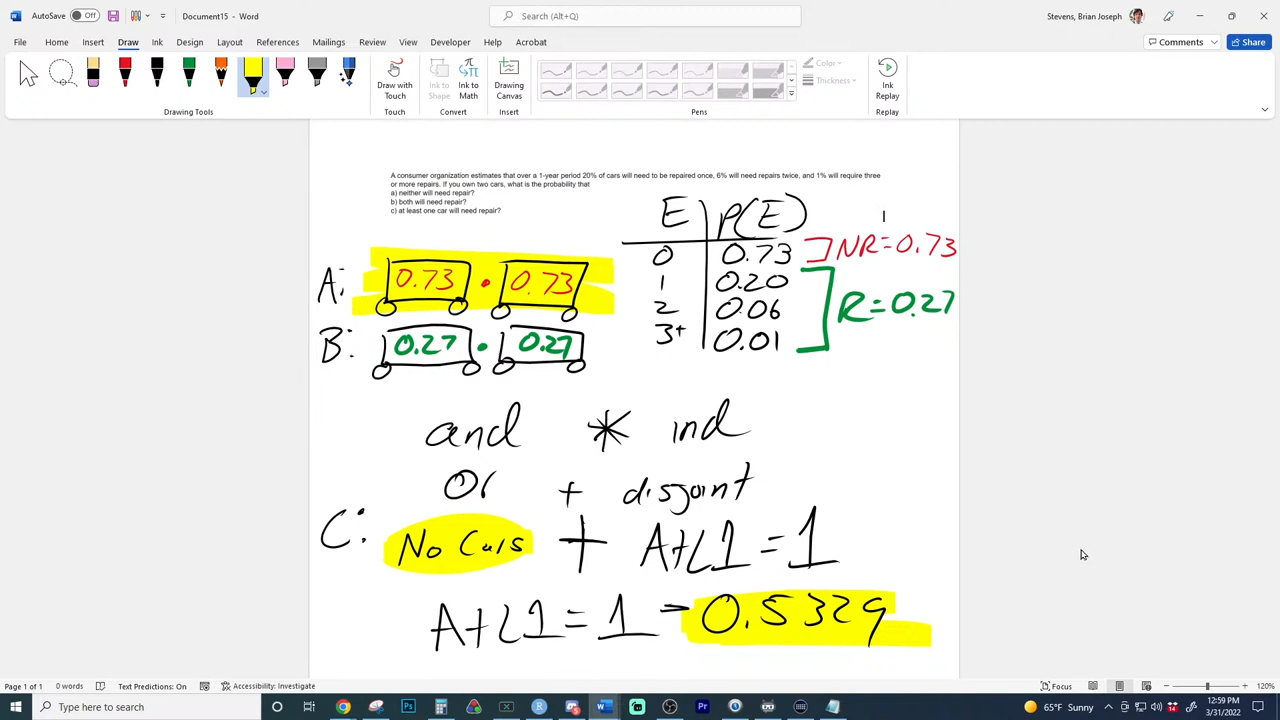 AutoSave Off Document15 - Word Search (Alt+Q) Stevens, Brian Joseph
File Home Insert Draw Ink Design Layout References Mailings Review View Developer Help Acrobat Comments Share
Draw with Touch Ink to Shape Ink to Math Drawing Canvas Color Thickness Ink Replay
Drawing Tools Touch Convert Insert Pens Replay
A consumer organization estimates that over a 1-year period 20% of cars will need to be repaired once, 6% will need repairs twice, and 1% will require three
or more repairs. If you own two cars, what is the probability that
a) neither will need repair?
b) both will need repair?
c) at least one car will need repair?
E P(E)
0 0.73 NR=0.73
1 0.20
2 0.06 R=0.27
3+ 0.01
A: 0.73 • 0.73
B: 0.27 • 0.27
and * ind
or + disjoint
C: No Cars + A+L1 = 1
A+L1 = 1 - 0.5329
Page 1 of 1 0 words Text Predictions: On Accessibility: Investigate Focus 120%
Type here to search 65°F Sunny 12:59 PM
3/31/2022